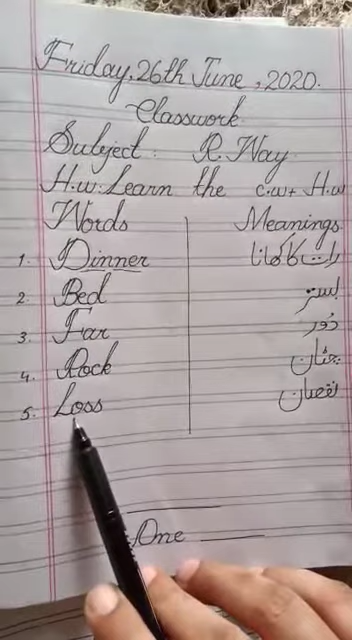 Friday, 26th June, 2020.
Classwork
Subject: R.Way
H.w: Learn the c.w + H.w
Words Meanings
1. Dinner رات کا کھانا
2. Bed بستر
3. Far دُور
4. Rock چٹان
5. Loss نقصان
One